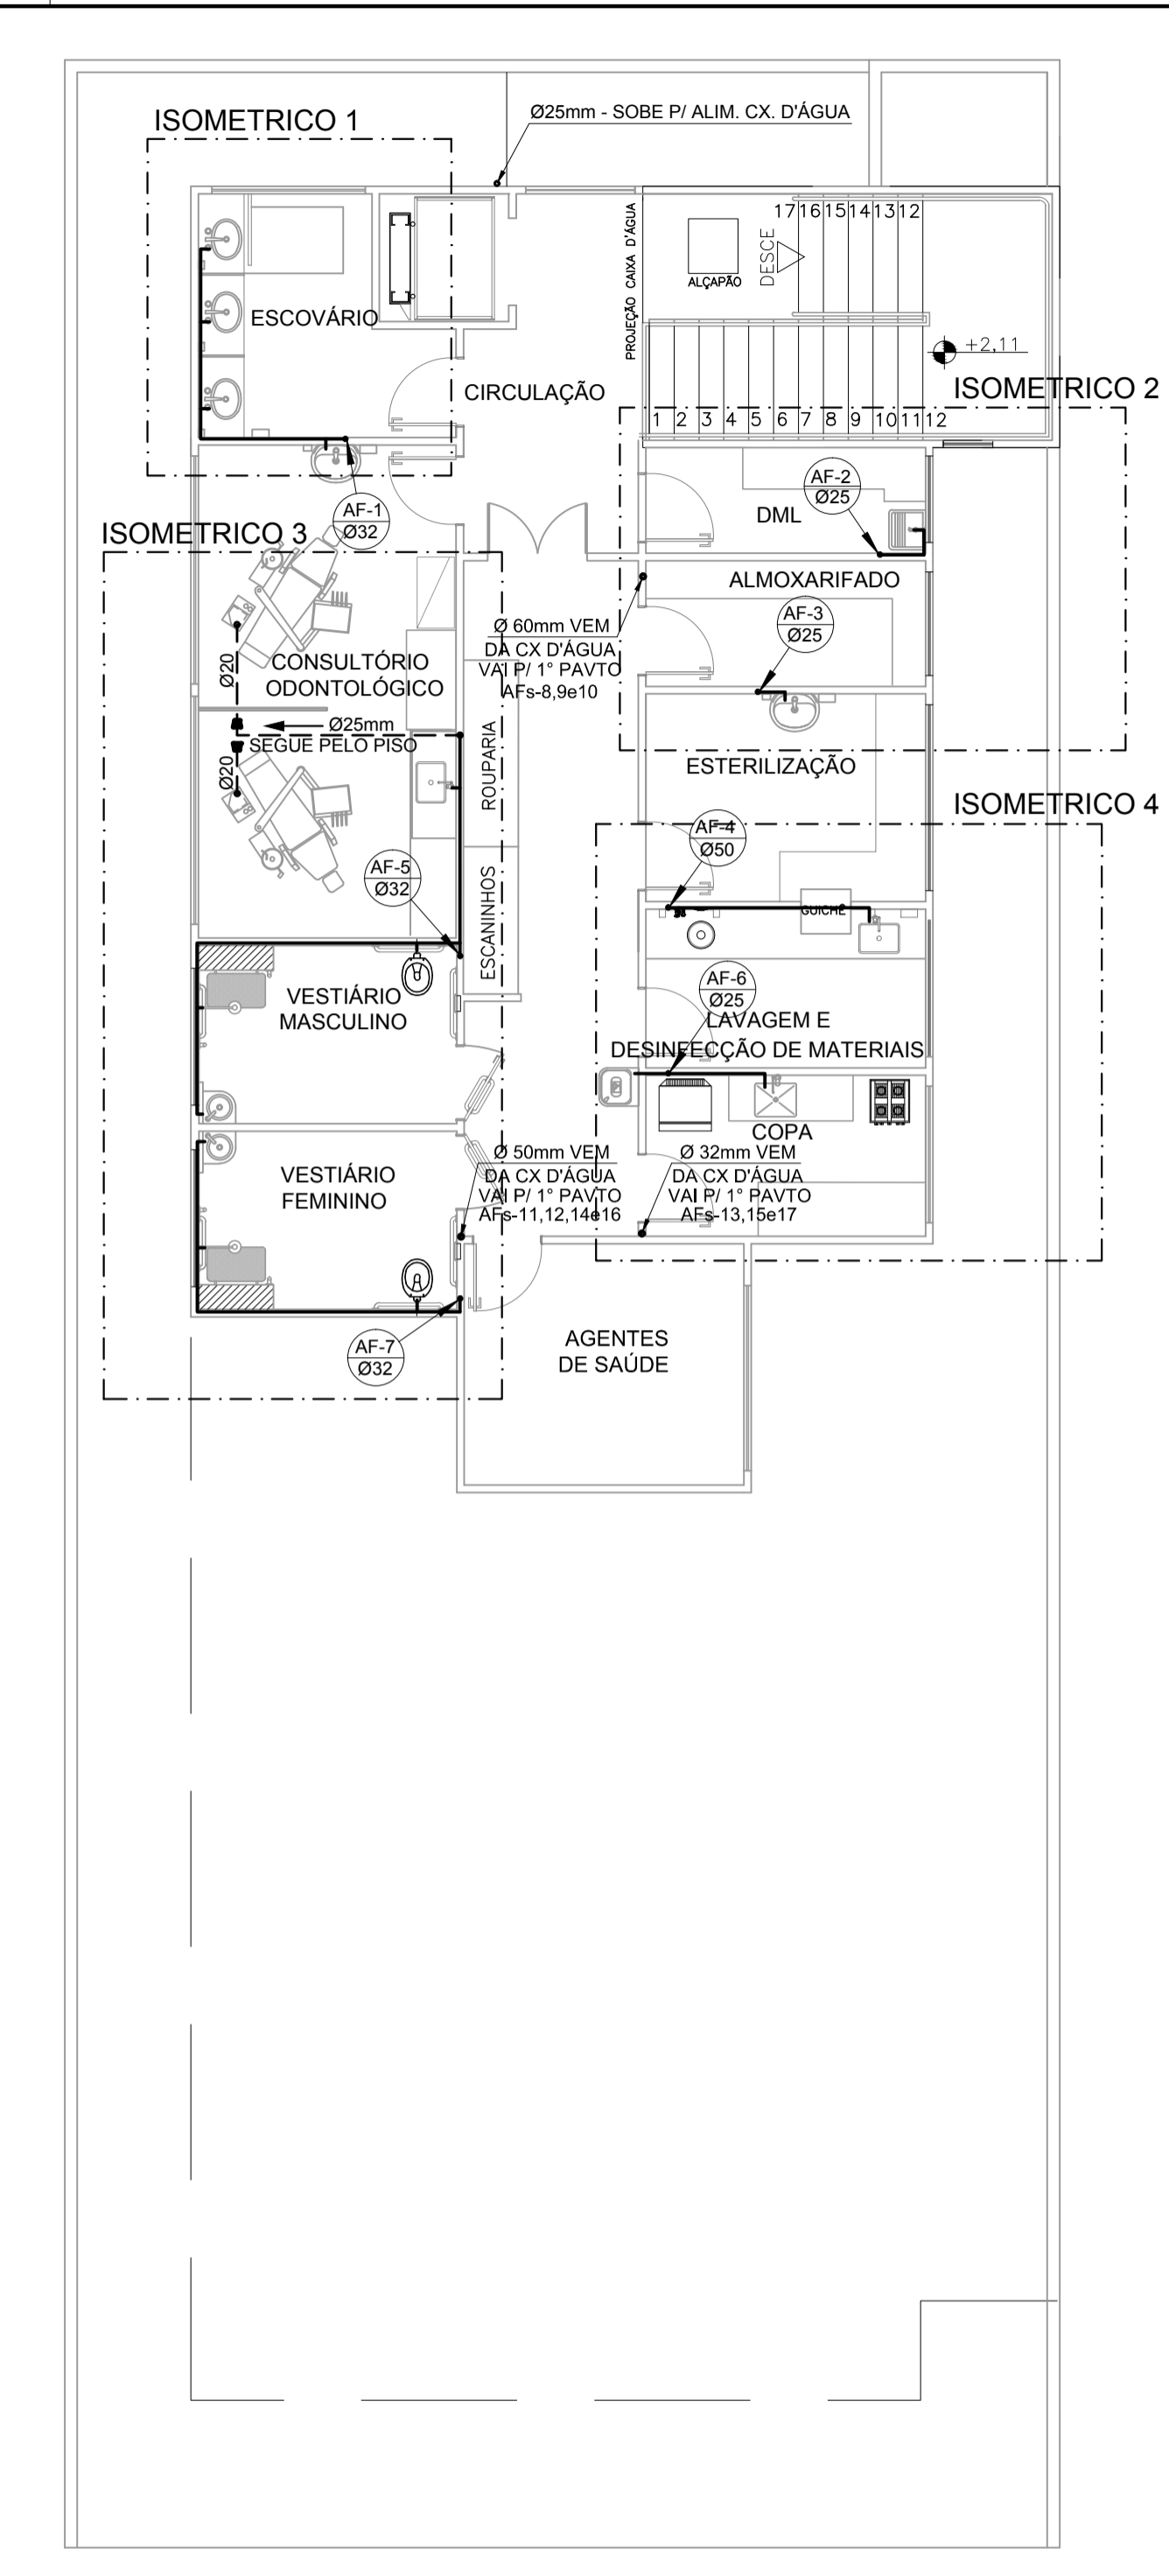 Ø25mm - SOBE P/ ALIM. CX. D'ÁGUA
ISOMETRICO 1
PROJEÇÃO CAIXA D'ÁGUA
ALÇAPÃO
DESCE
17 16 15 14 13 12
ESCOVÁRIO
+2,11
CIRCULAÇÃO
ISOMETRICO 2
1 2 3 4 5 6 7 8 9 10 11 12
AF-2
Ø25
AF-1
Ø32
DML
ISOMETRICO 3
ALMOXARIFADO
AF-3
Ø25
Ø 60mm VEM
DA CX D'ÁGUA
VAI P/ 1° PAVTO
AFs-8,9e10
Ø20
CONSULTÓRIO
ODONTOLÓGICO
Ø25mm
SEGUE PELO PISO
Ø20
ROUPARIA
ESTERILIZAÇÃO
ISOMETRICO 4
AF-4
Ø50
AF-5
Ø32
ESCANINHOS
GUICHÊ
AF-6
Ø25
VESTIÁRIO
MASCULINO
LAVAGEM E
DESINFECÇÃO DE MATERIAIS
COPA
Ø 50mm VEM
DA CX D'ÁGUA
VAI P/ 1° PAVTO
AFs-11,12,14e16
Ø 32mm VEM
DA CX D'ÁGUA
VAI P/ 1° PAVTO
AFs-13,15e17
VESTIÁRIO
FEMININO
AF-7
Ø32
AGENTES
DE SAÚDE